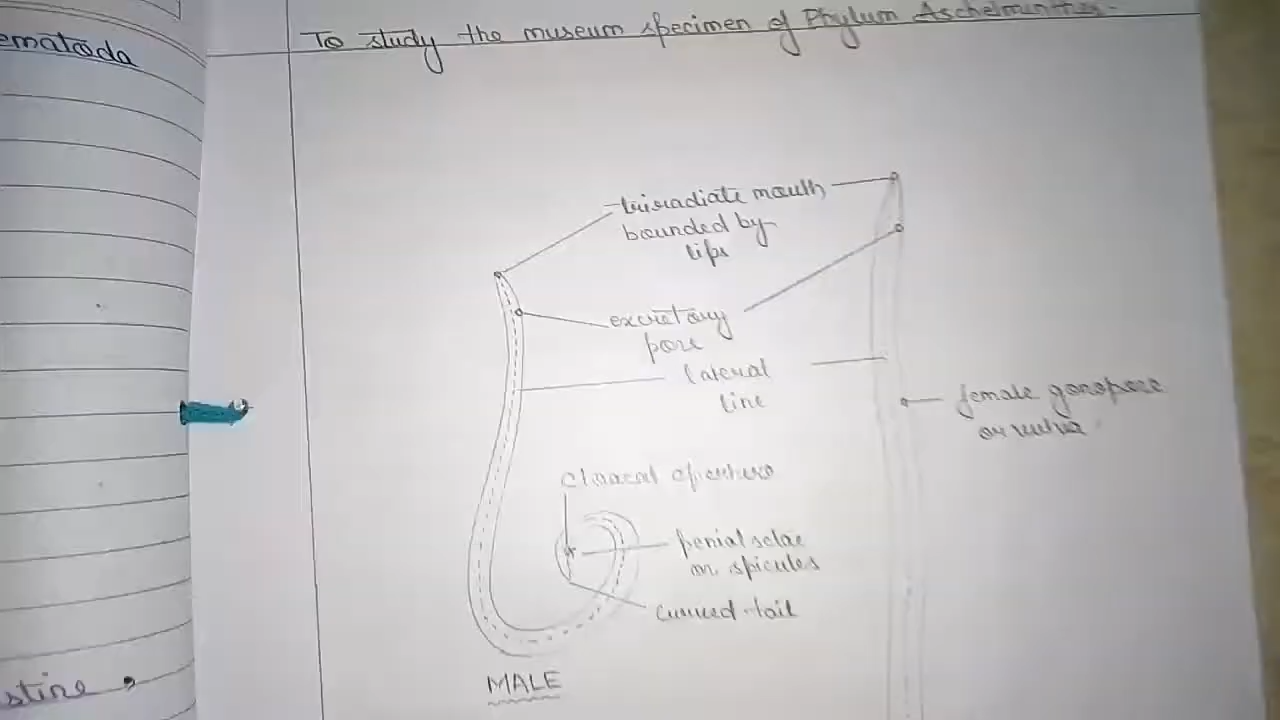 ematoda
To study the museum specimen of Phylum Aschelminthes.
trisradiate mouth
bounded by
lips
excretory
pore
lateral
line
female gonopore
or vulva
Cloacal aperture
penial setae
or spicules
curved tail
MALE
stine